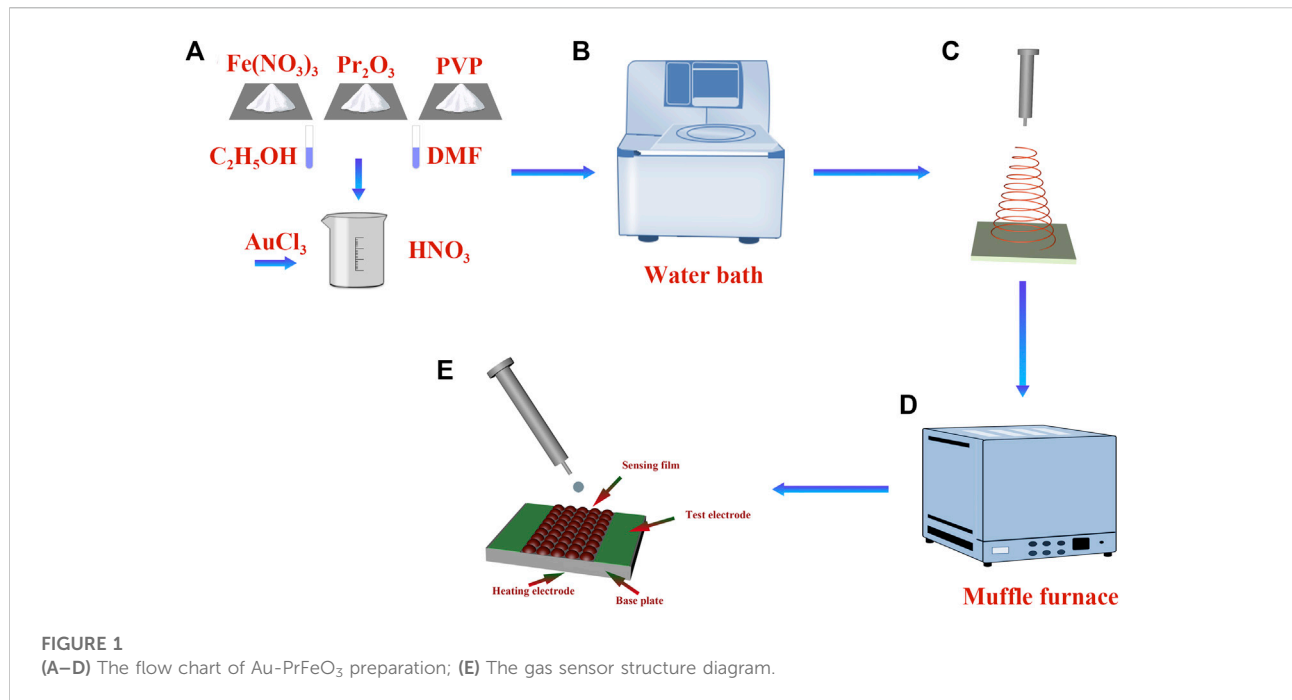 A
Fe(NO₃)₃ Pr₂O₃ PVP
C₂H₅OH DMF
AuCl₃ HNO₃
B
Water bath
C
D
Muffle furnace
E
Sensing film
Test electrode
Heating electrode
Base plate
FIGURE 1
(A–D) The flow chart of Au-PrFeO₃ preparation; (E) The gas sensor structure diagram.